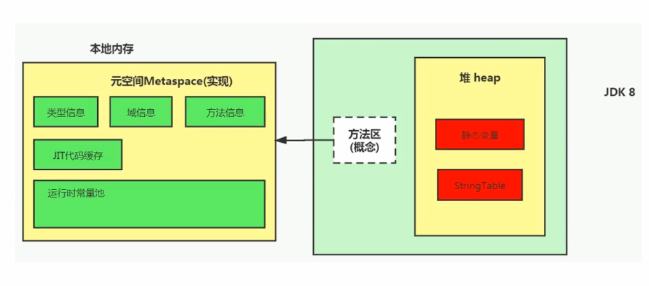 本地内存
元空间Metaspace(实现)
类型信息
域信息
方法信息
JIT代码缓存
运行时常量池
方法区
(概念)
堆 heap
静态变量
StringTable
JDK 8